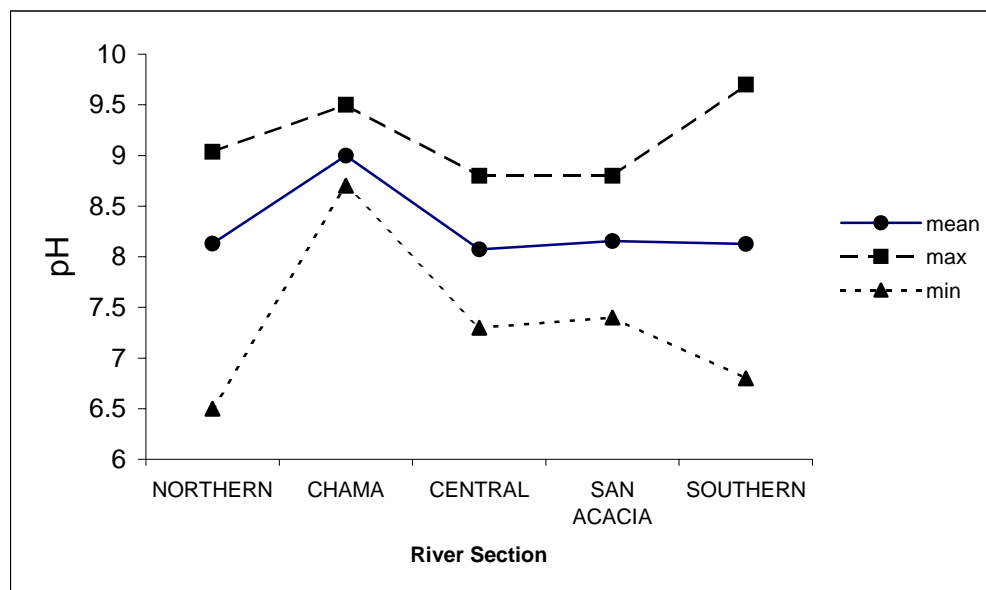 10
9.5
9
8.5
8
7.5
7
6.5
6
pH
NORTHERN
CHAMA
CENTRAL
SAN
ACACIA
SOUTHERN
River Section
mean
max
min